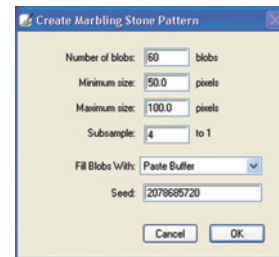 Create Marbling Stone Pattern
Number of blobs: 60 blobs
Minimum size: 50.0 pixels
Maximum size: 100.0 pixels
Subsample: 4 to 1
Fill Blobs With: Paste Buffer
Seed: 2078685720
Cancel OK